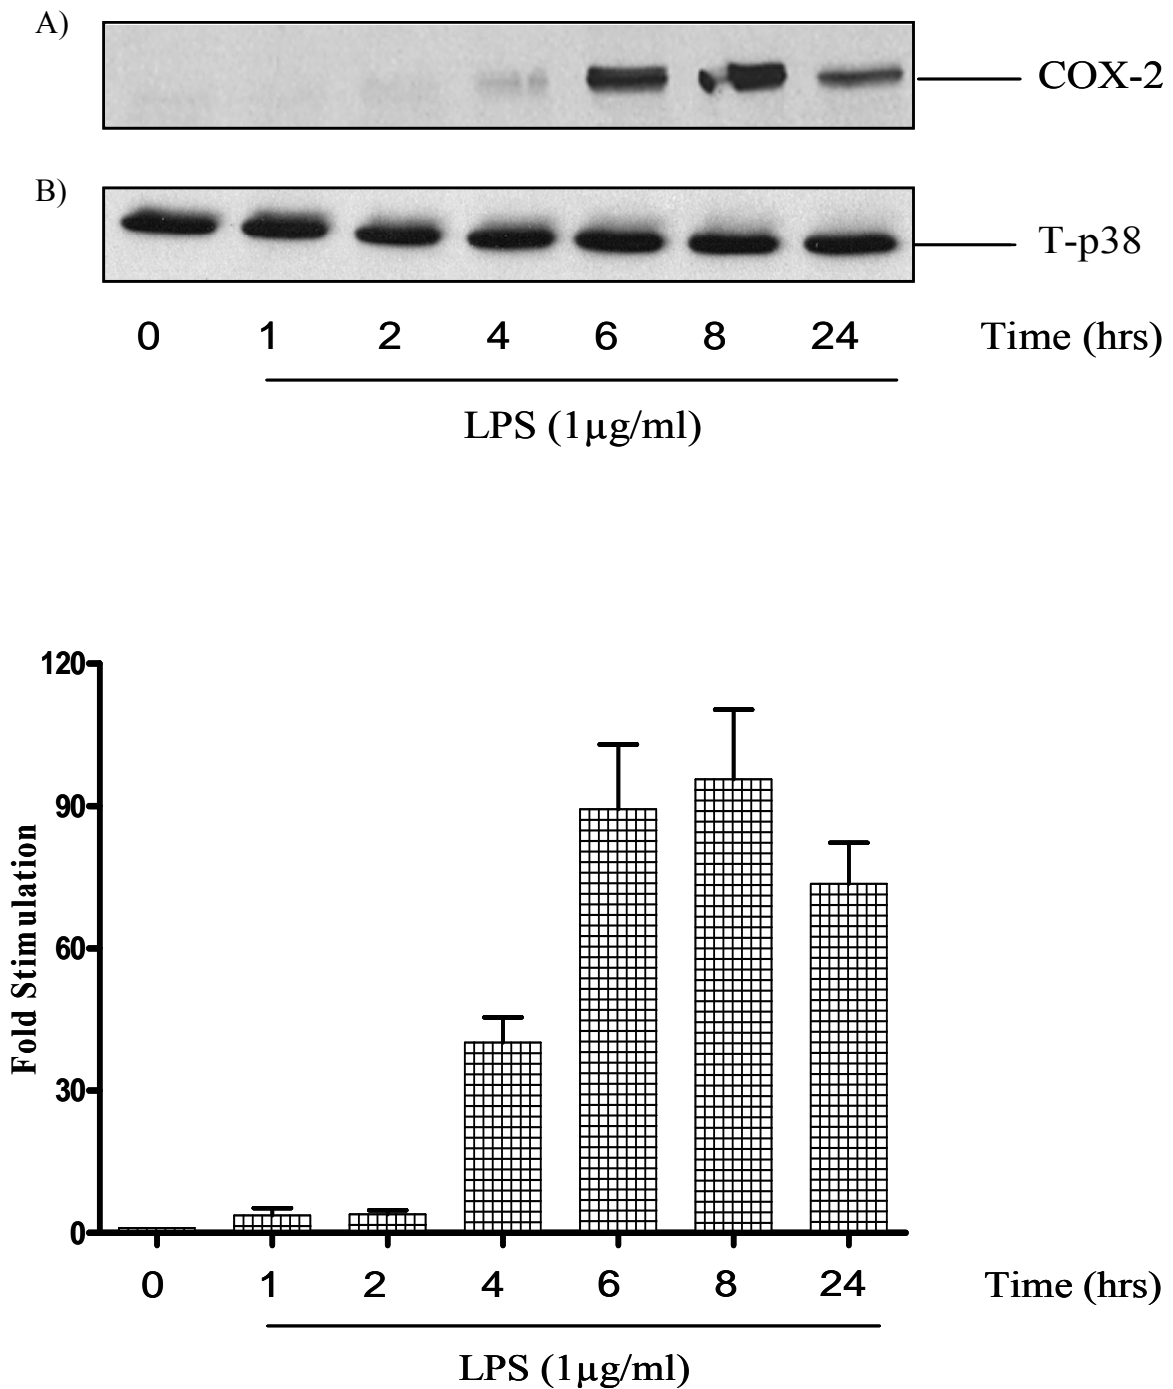 A)
COX-2
B)
T-p38
0 1 2 4 6 8 24 Time (hrs)
LPS (1µg/ml)
120
90
60
30
0
Fold Stimulation
0 1 2 4 6 8 24 Time (hrs)
LPS (1µg/ml)